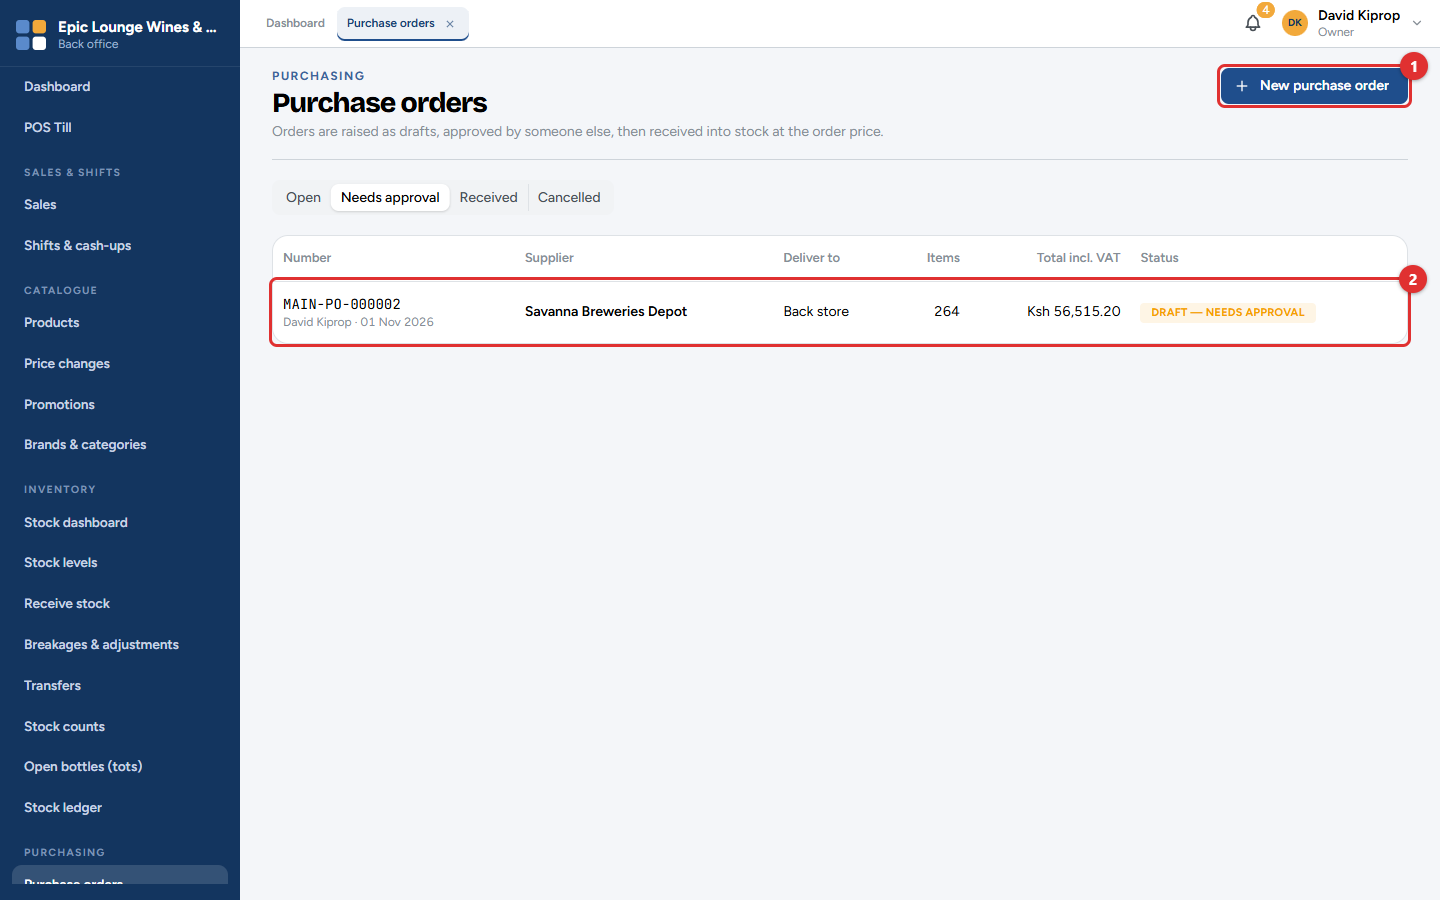 Epic Lounge Wines & ...
Back office
Dashboard
POS Till
SALES & SHIFTS
Sales
Shifts & cash-ups
CATALOGUE
Products
Price changes
Promotions
Brands & categories
INVENTORY
Stock dashboard
Stock levels
Receive stock
Breakages & adjustments
Transfers
Stock counts
Open bottles (tots)
Stock ledger
PURCHASING
Purchase orders
Dashboard Purchase orders ×
4
DK
David Kiprop
Owner
PURCHASING
Purchase orders
Orders are raised as drafts, approved by someone else, then received into stock at the order price.
+ New purchase order
1
Open Needs approval Received Cancelled
Number Supplier Deliver to Items Total incl. VAT Status
2
MAIN-PO-000002 Savanna Breweries Depot Back store 264 Ksh 56,515.20 DRAFT — NEEDS APPROVAL
David Kiprop · 01 Nov 2026